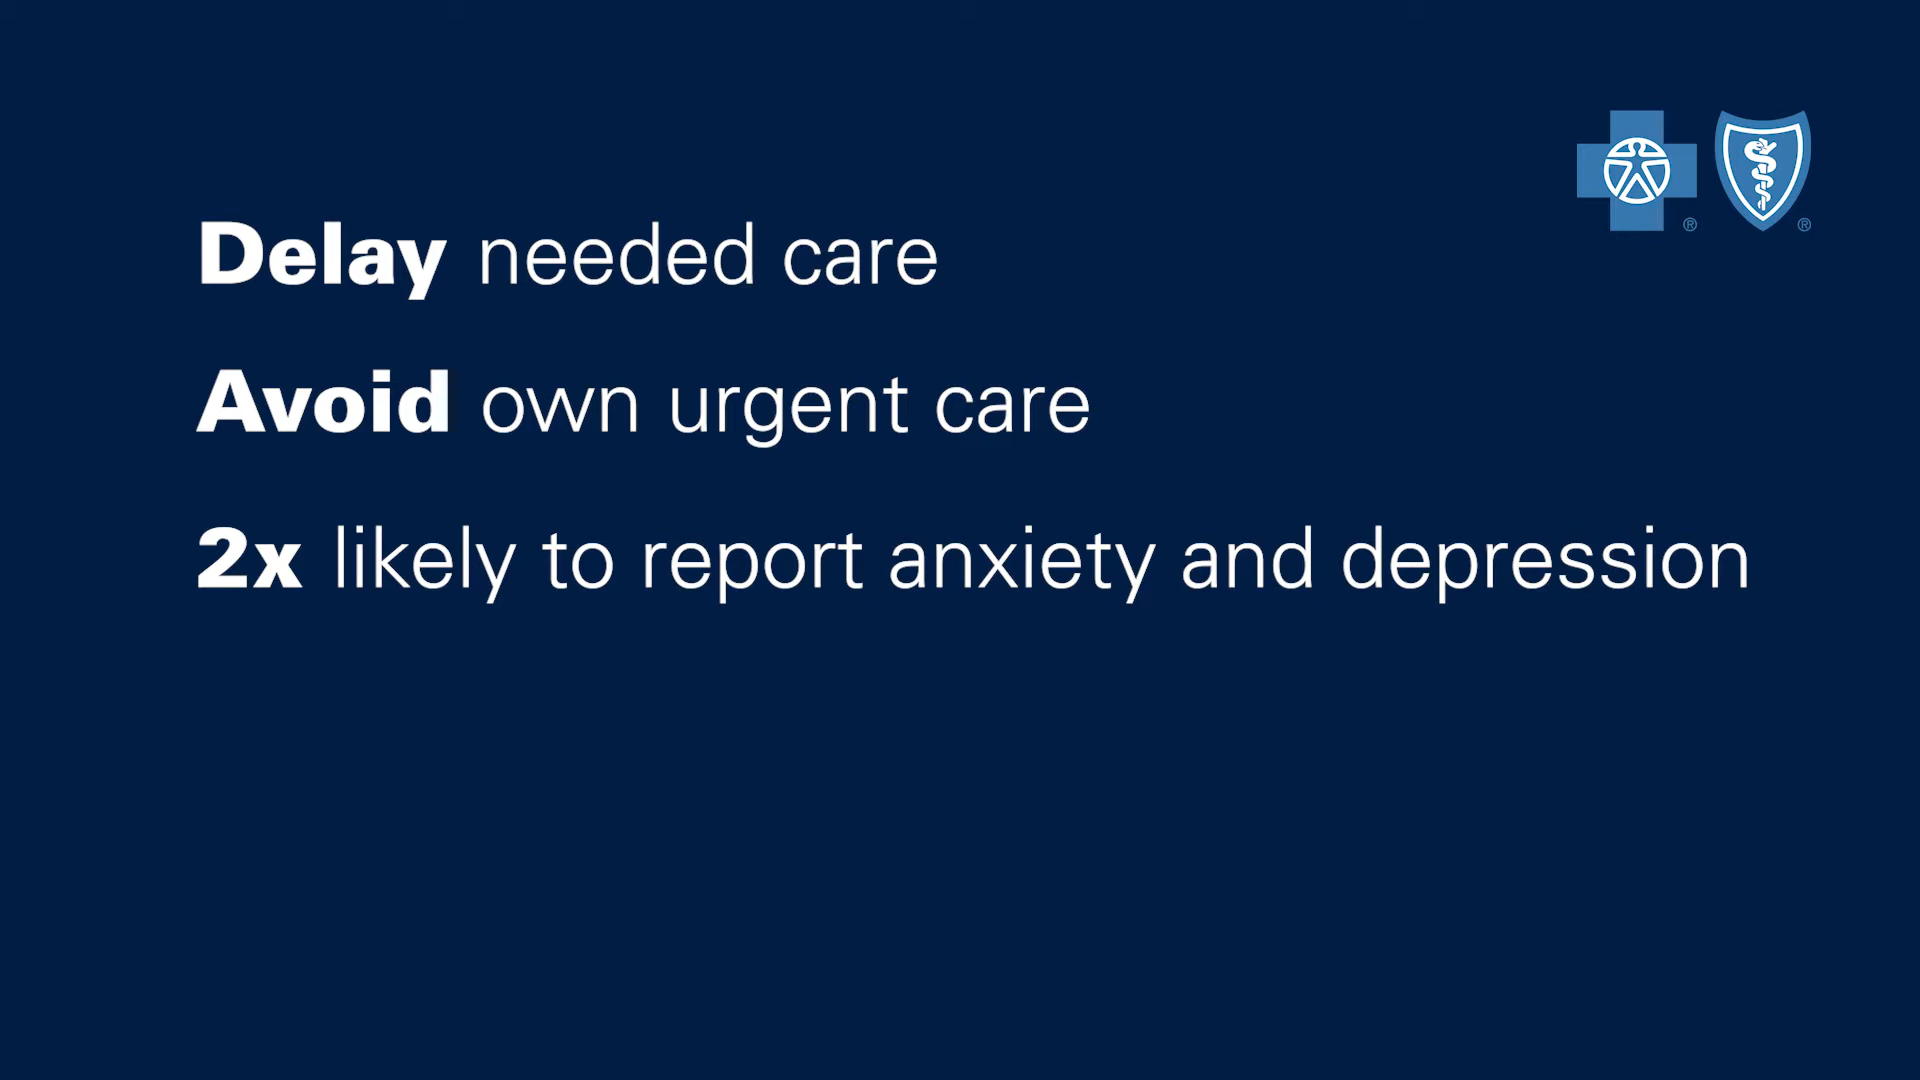 Delay needed care
Avoid own urgent care
2x likely to report anxiety and depression
® ®